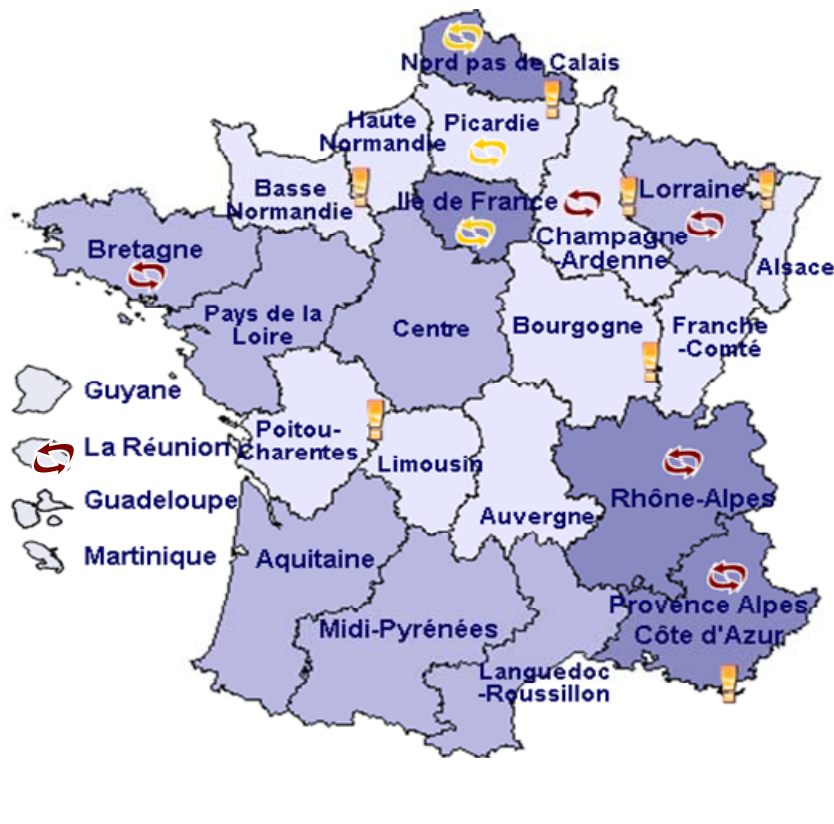 Nord pas de Calais
Haute
Normandie
Picardie
Basse
Normandie
Ile de France
Lorraine
Champagne
-Ardenne
Alsace
Bretagne
Pays de la
Loire
Centre
Bourgogne
Franche
-Comté
Guyane
La Réunion
Guadeloupe
Martinique
Poitou-
Charentes
Limousin
Auvergne
Rhône-Alpes
Aquitaine
Midi-Pyrénées
Provence Alpes
Côte d'Azur
Languedoc
-Roussillon